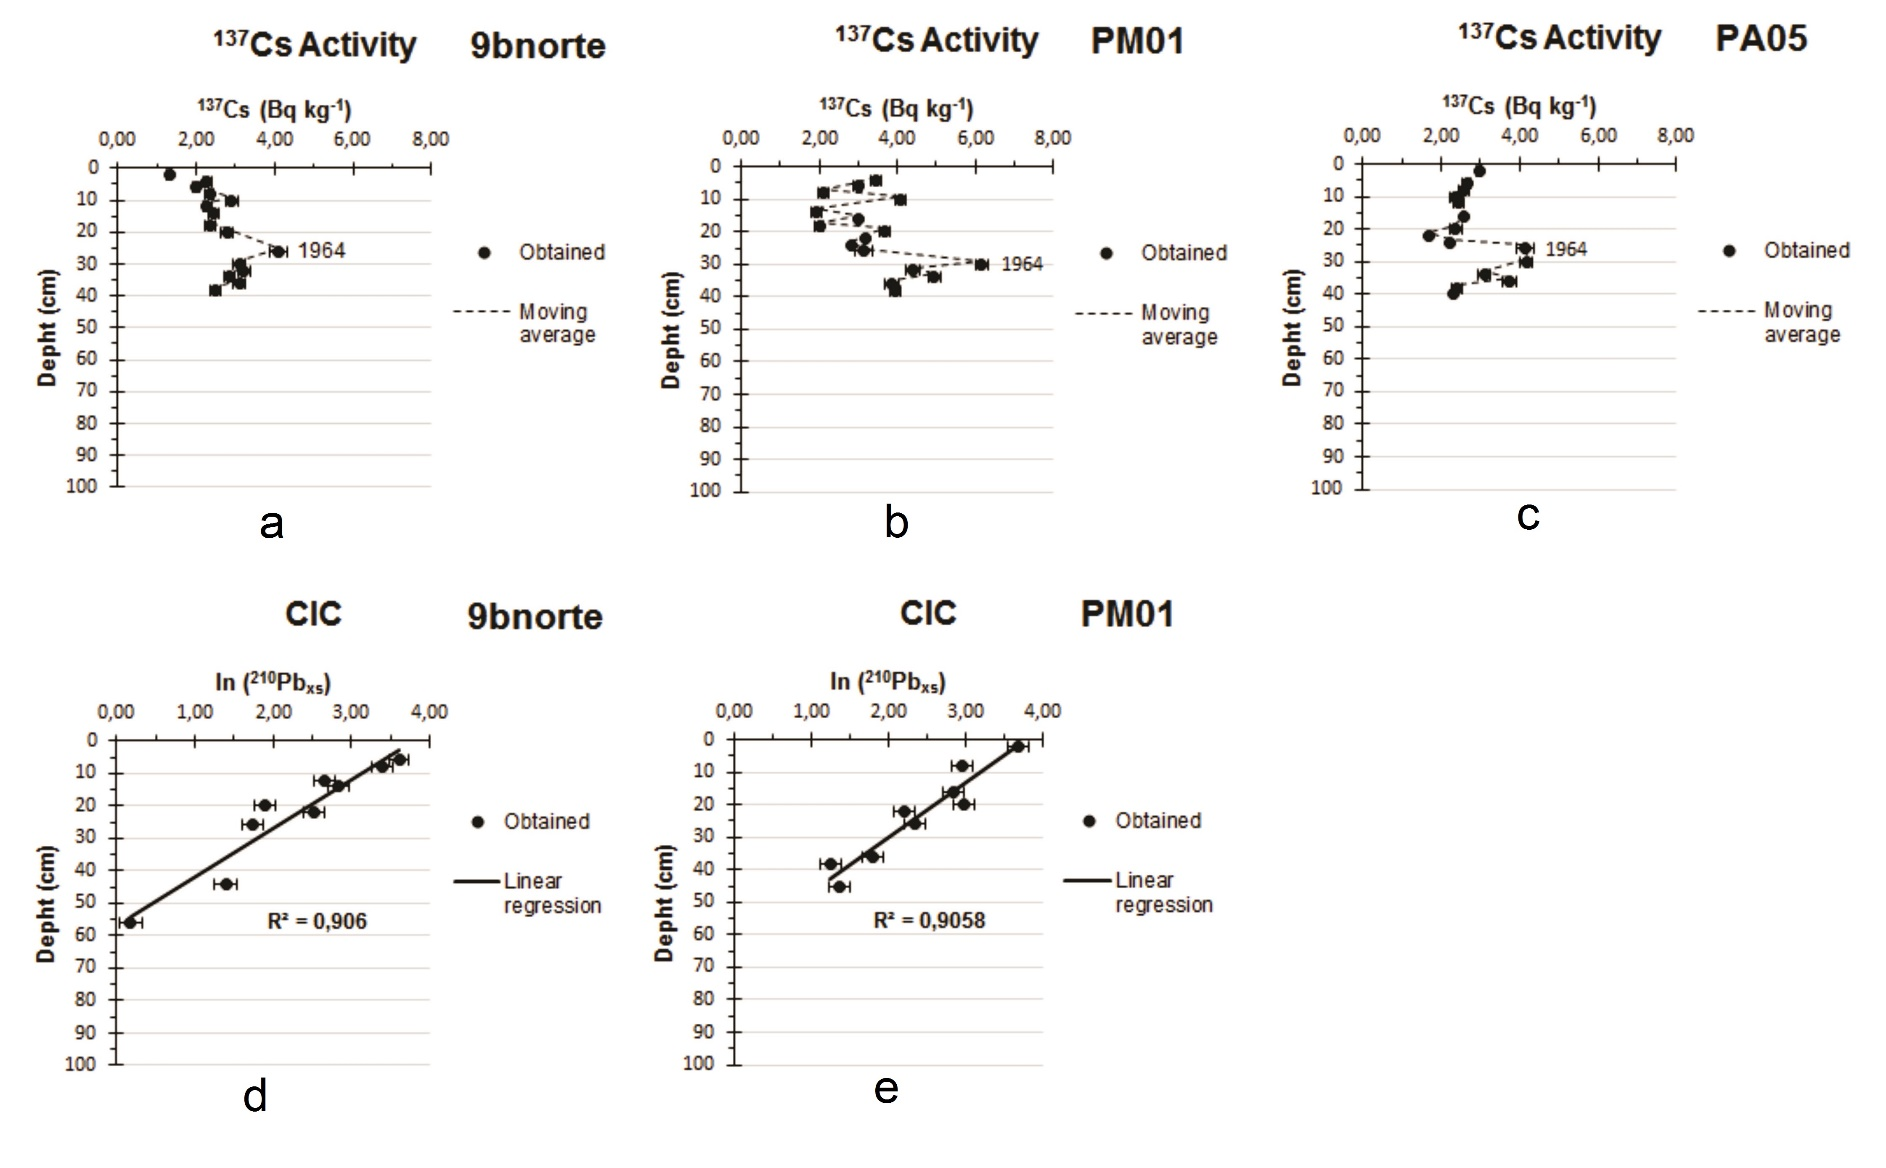 ¹³⁷Cs Activity 9bnorte
¹³⁷Cs (Bq kg⁻¹)
0,00 2,00 4,00 6,00 8,00
0
10
20
30
40
50
60
70
80
90
100
Depht (cm)
1964
Obtained
Moving
average
a
¹³⁷Cs Activity PM01
¹³⁷Cs (Bq kg⁻¹)
0,00 2,00 4,00 6,00 8,00
0
10
20
30
40
50
60
70
80
90
100
Depht (cm)
1964
Obtained
Moving
average
b
¹³⁷Cs Activity PA05
¹³⁷Cs (Bq kg⁻¹)
0,00 2,00 4,00 6,00 8,00
0
10
20
30
40
50
60
70
80
90
100
Depht (cm)
1964
Obtained
Moving
average
c
CIC 9bnorte
ln (²¹⁰Pbₓₛ)
0,00 1,00 2,00 3,00 4,00
0
10
20
30
40
50
60
70
80
90
100
Depht (cm)
R² = 0,906
Obtained
Linear
regression
d
CIC PM01
ln (²¹⁰Pbₓₛ)
0,00 1,00 2,00 3,00 4,00
0
10
20
30
40
50
60
70
80
90
100
Depht (cm)
R² = 0,9058
Obtained
Linear
regression
e